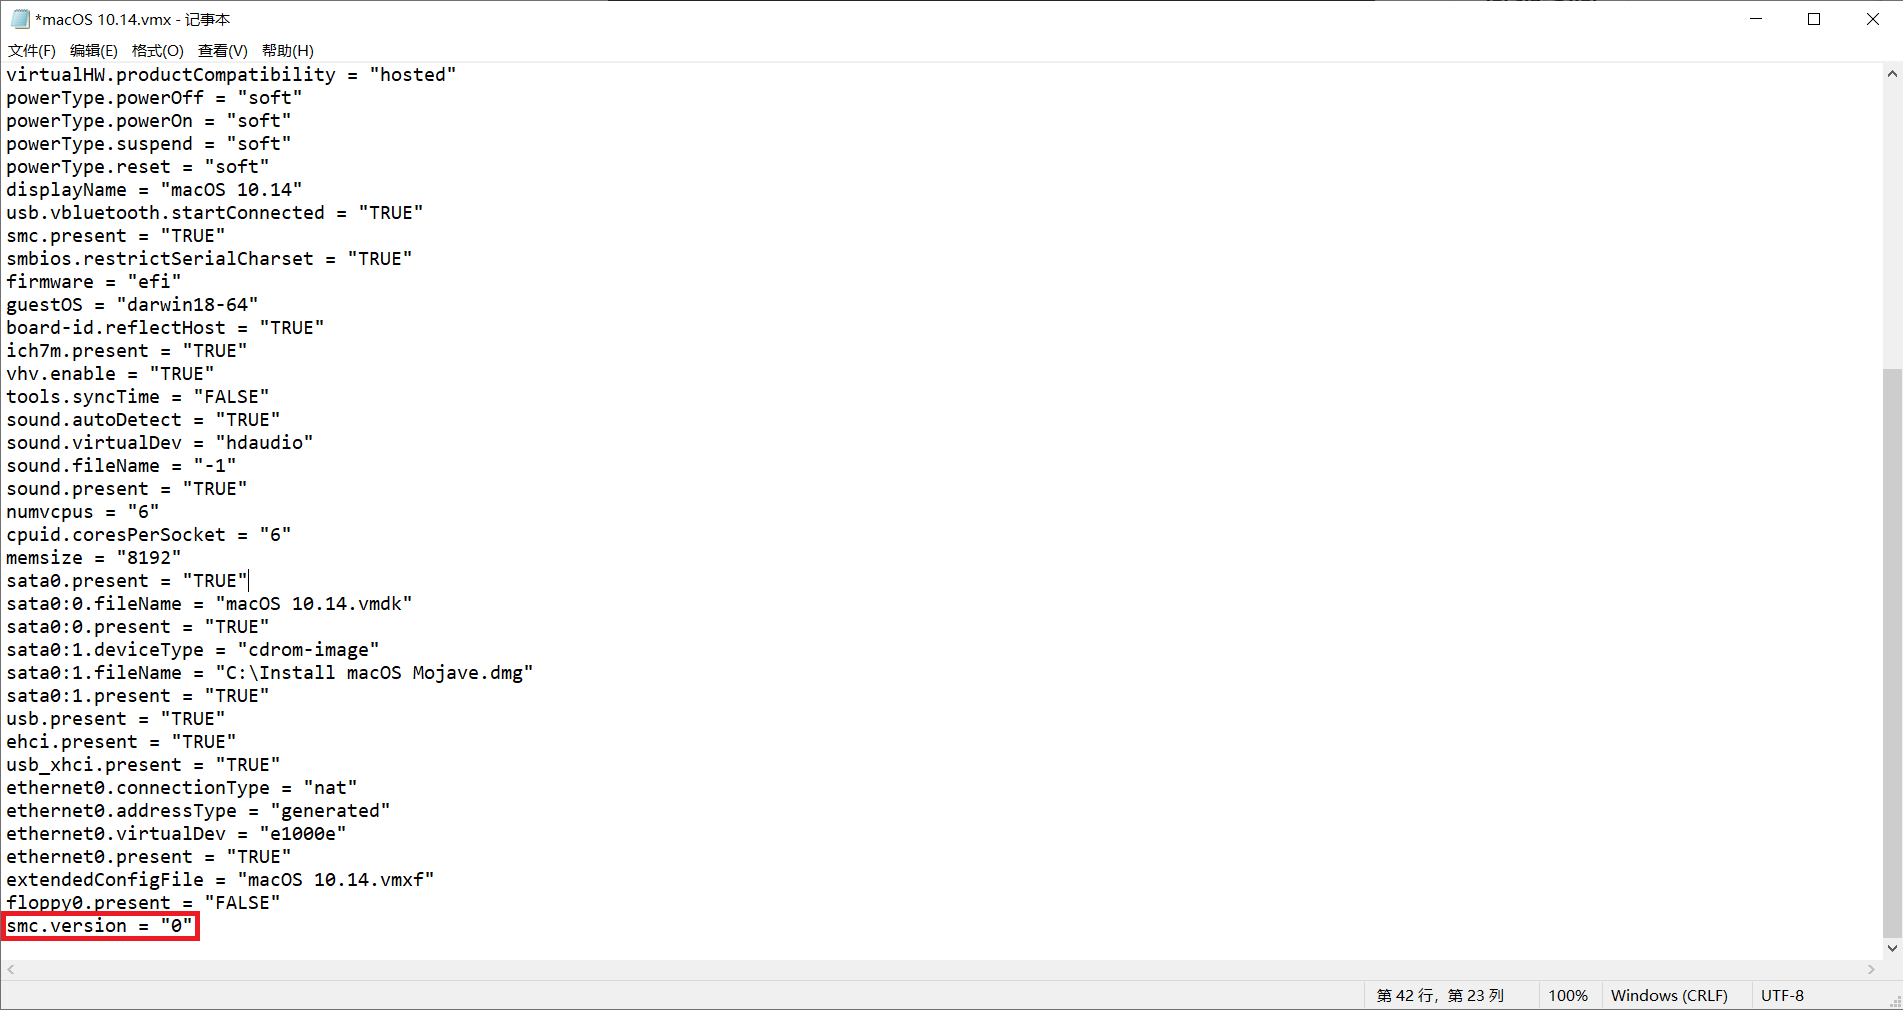 *macOS 10.14.vmx - 记事本
文件(F) 编辑(E) 格式(O) 查看(V) 帮助(H)
virtualHW.productCompatibility = "hosted"
powerType.powerOff = "soft"
powerType.powerOn = "soft"
powerType.suspend = "soft"
powerType.reset = "soft"
displayName = "macOS 10.14"
usb.vbluetooth.startConnected = "TRUE"
smc.present = "TRUE"
smbios.restrictSerialCharset = "TRUE"
firmware = "efi"
guestOS = "darwin18-64"
board-id.reflectHost = "TRUE"
ich7m.present = "TRUE"
vhv.enable = "TRUE"
tools.syncTime = "FALSE"
sound.autoDetect = "TRUE"
sound.virtualDev = "hdaudio"
sound.fileName = "-1"
sound.present = "TRUE"
numvcpus = "6"
cpuid.coresPerSocket = "6"
memsize = "8192"
sata0.present = "TRUE"
sata0:0.fileName = "macOS 10.14.vmdk"
sata0:0.present = "TRUE"
sata0:1.deviceType = "cdrom-image"
sata0:1.fileName = "C:\Install macOS Mojave.dmg"
sata0:1.present = "TRUE"
usb.present = "TRUE"
ehci.present = "TRUE"
usb_xhci.present = "TRUE"
ethernet0.connectionType = "nat"
ethernet0.addressType = "generated"
ethernet0.virtualDev = "e1000e"
ethernet0.present = "TRUE"
extendedConfigFile = "macOS 10.14.vmxf"
floppy0.present = "FALSE"
smc.version = "0"
第 42 行，第 23 列 100% Windows (CRLF) UTF-8